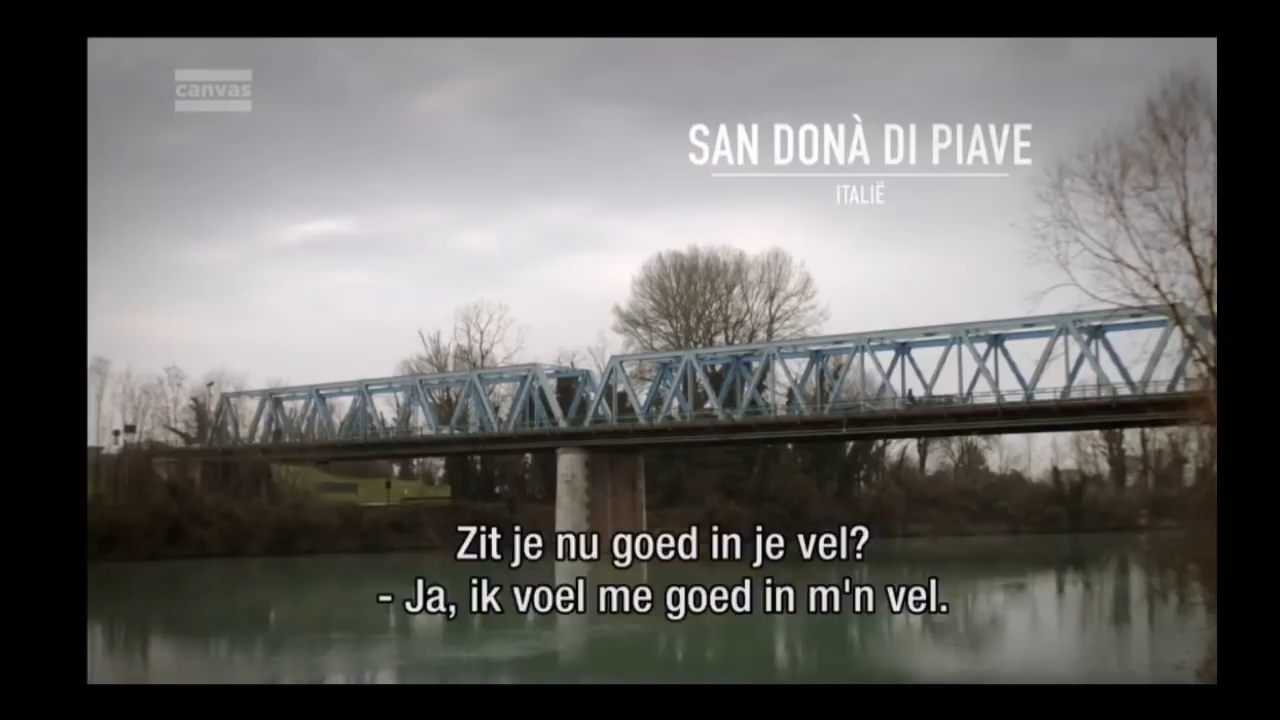 canvas
SAN DONÀ DI PIAVE
ITALIË
Zit je nu goed in je vel?
- Ja, ik voel me goed in m'n vel.